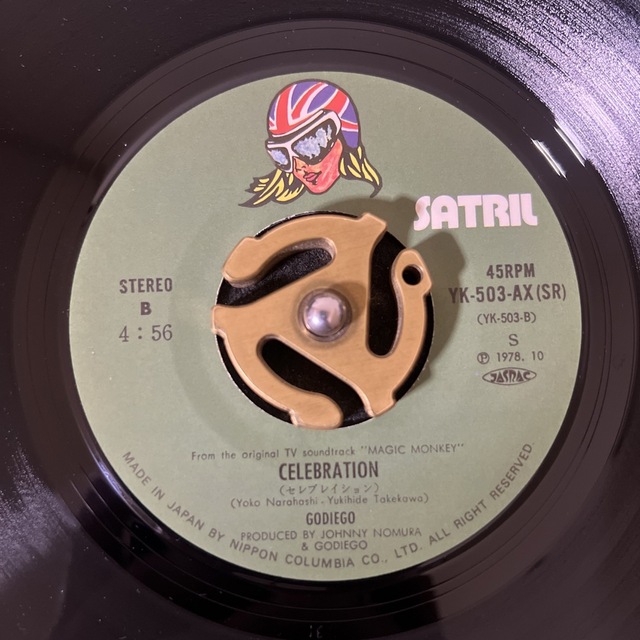 SATRIL
STEREO
B
4:56
45RPM
YK-503-AX(SR)
(YK-503-B)
S
Ⓟ 1978. 10
JASRAC
From the original TV soundtrack "MAGIC MONKEY"
CELEBRATION
(セレブレイション)
(Yoko Narahashi - Yukihide Takekawa)
GODIEGO
PRODUCED BY JOHNNY NOMURA
& GODIEGO
MADE IN JAPAN BY NIPPON COLUMBIA CO., LTD. ALL RIGHT RESERVED